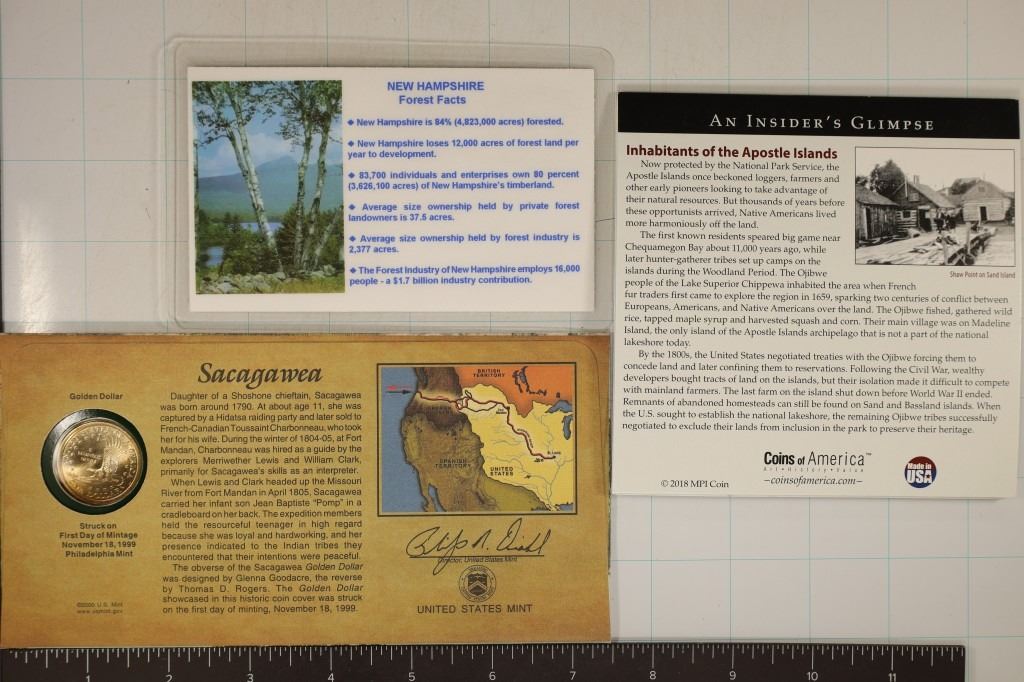 NEW HAMPSHIRE
Forest Facts
◆ New Hampshire is 84% (4,823,000 acres) forested.
◆ New Hampshire loses 12,000 acres of forest land per
year to development.
◆ 83,700 individuals and enterprises own 80 percent
(3,626,100 acres) of New Hampshire's timberland.
◆ Average size ownership held by private forest
landowners is 37.5 acres.
◆ Average size ownership held by forest industry is
2,377 acres.
◆ The Forest Industry of New Hampshire employs 16,000
people - a $1.7 billion industry contribution.
AN INSIDER'S GLIMPSE
Inhabitants of the Apostle Islands
Now protected by the National Park Service, the
Apostle Islands once beckoned loggers, farmers and
other early pioneers looking to take advantage of
their natural resources. But thousands of years before
these opportunists arrived, Native Americans lived
more harmoniously off the land.
The first known residents speared big game near
Chequamegon Bay about 11,000 years ago, while
later hunter-gatherer tribes set up camps on the
islands during the Woodland Period. The Ojibwe
people of the Lake Superior Chippewa inhabited the area when French
fur traders first came to explore the region in 1659, sparking two centuries of conflict between
Europeans, Americans, and Native Americans over the land. The Ojibwe fished, gathered wild
rice, tapped maple syrup and harvested squash and corn. Their main village was on Madeline
Island, the only island of the Apostle Islands archipelago that is not a part of the national
lakeshore today.
By the 1800s, the United States negotiated treaties with the Ojibwe forcing them to
concede land and later confining them to reservations. Following the Civil War, wealthy
developers bought tracts of land on the islands, but their isolation made it difficult to compete
with mainland farmers. The last farm on the island shut down before World War II ended.
Remnants of abandoned homesteads can still be found on Sand and Bassland islands. When
the U.S. sought to establish the national lakeshore, the remaining Ojibwe tribes successfully
negotiated to exclude their lands from inclusion in the park to preserve their heritage.
Shaw Point on Sand Island
© 2018 MPI Coin
Coins of America™
Art • History • Value
—coinsofamerica.com—
Made in
USA
Golden Dollar
Struck on
First Day of Mintage
November 18, 1999
Philadelphia Mint
©2000 U.S. Mint
www.usmint.gov
Sacagawea
Daughter of a Shoshone chieftain, Sacagawea
was born around 1790. At about age 11, she was
captured by a Hidatsa raiding party and later sold to
French-Canadian Toussaint Charbonneau, who took
her for his wife. During the winter of 1804-05, at Fort
Mandan, Charbonneau was hired as a guide by the
explorers Merriwether Lewis and William Clark,
primarily for Sacagawea's skills as an interpreter.
When Lewis and Clark headed up the Missouri
River from Fort Mandan in April 1805, Sacagawea
carried her infant son Jean Baptiste "Pomp" in a
cradleboard on her back. The expedition members
held the resourceful teenager in high regard
because she was loyal and hardworking, and her
presence indicated to the Indian tribes they
encountered that their intentions were peaceful.
The obverse of the Sacagawea Golden Dollar
was designed by Glenna Goodacre, the reverse
by Thomas D. Rogers. The Golden Dollar
showcased in this historic coin cover was struck
on the first day of minting, November 18, 1999.
BRITISH
TERRITORY
SPANISH
TERRITORY
UNITED
STATES
Director, United States Mint
UNITED STATES MINT
1 2 3 4 5 6 7 8 9 10 11